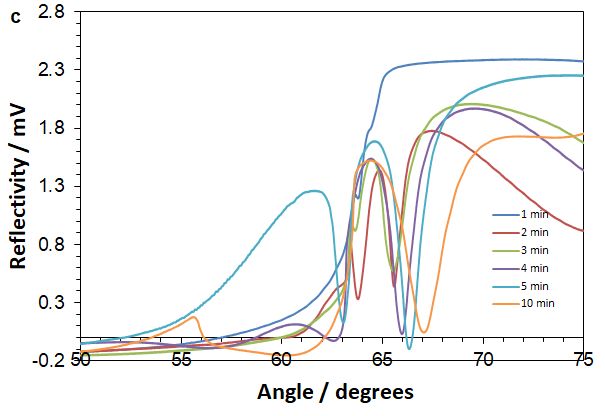 c
Reflectivity / mV
2.8
2.3
1.8
1.3
0.8
0.3
-0.2
50
55
60
65
70
75
Angle / degrees
1 min
2 min
3 min
4 min
5 min
10 min